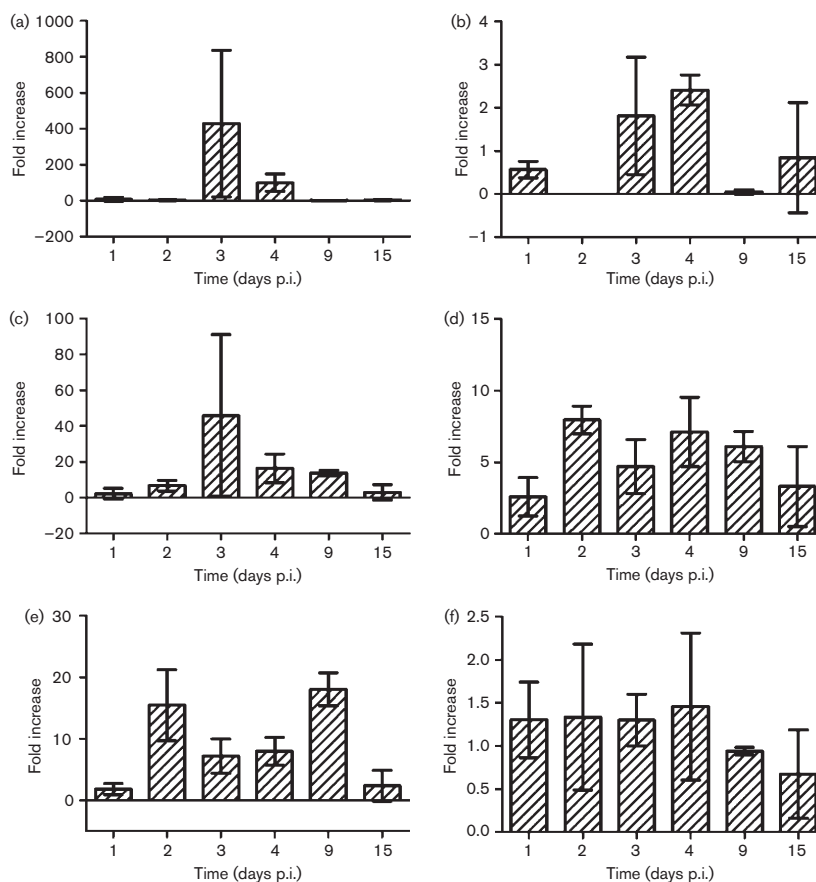 (a)
1000
800
600
400
200
0
−200
Fold increase
1 2 3 4 9 15
Time (days p.i.)
(b)
4
3
2
1
0
−1
Fold increase
1 2 3 4 9 15
Time (days p.i.)
(c)
100
80
60
40
20
0
−20
Fold increase
1 2 3 4 9 15
Time (days p.i.)
(d)
15
10
5
0
Fold increase
1 2 3 4 9 15
Time (days p.i.)
(e)
30
20
10
0
Fold increase
1 2 3 4 9 15
Time (days p.i.)
(f)
2.5
2.0
1.5
1.0
0.5
0.0
Fold increase
1 2 3 4 9 15
Time (days p.i.)